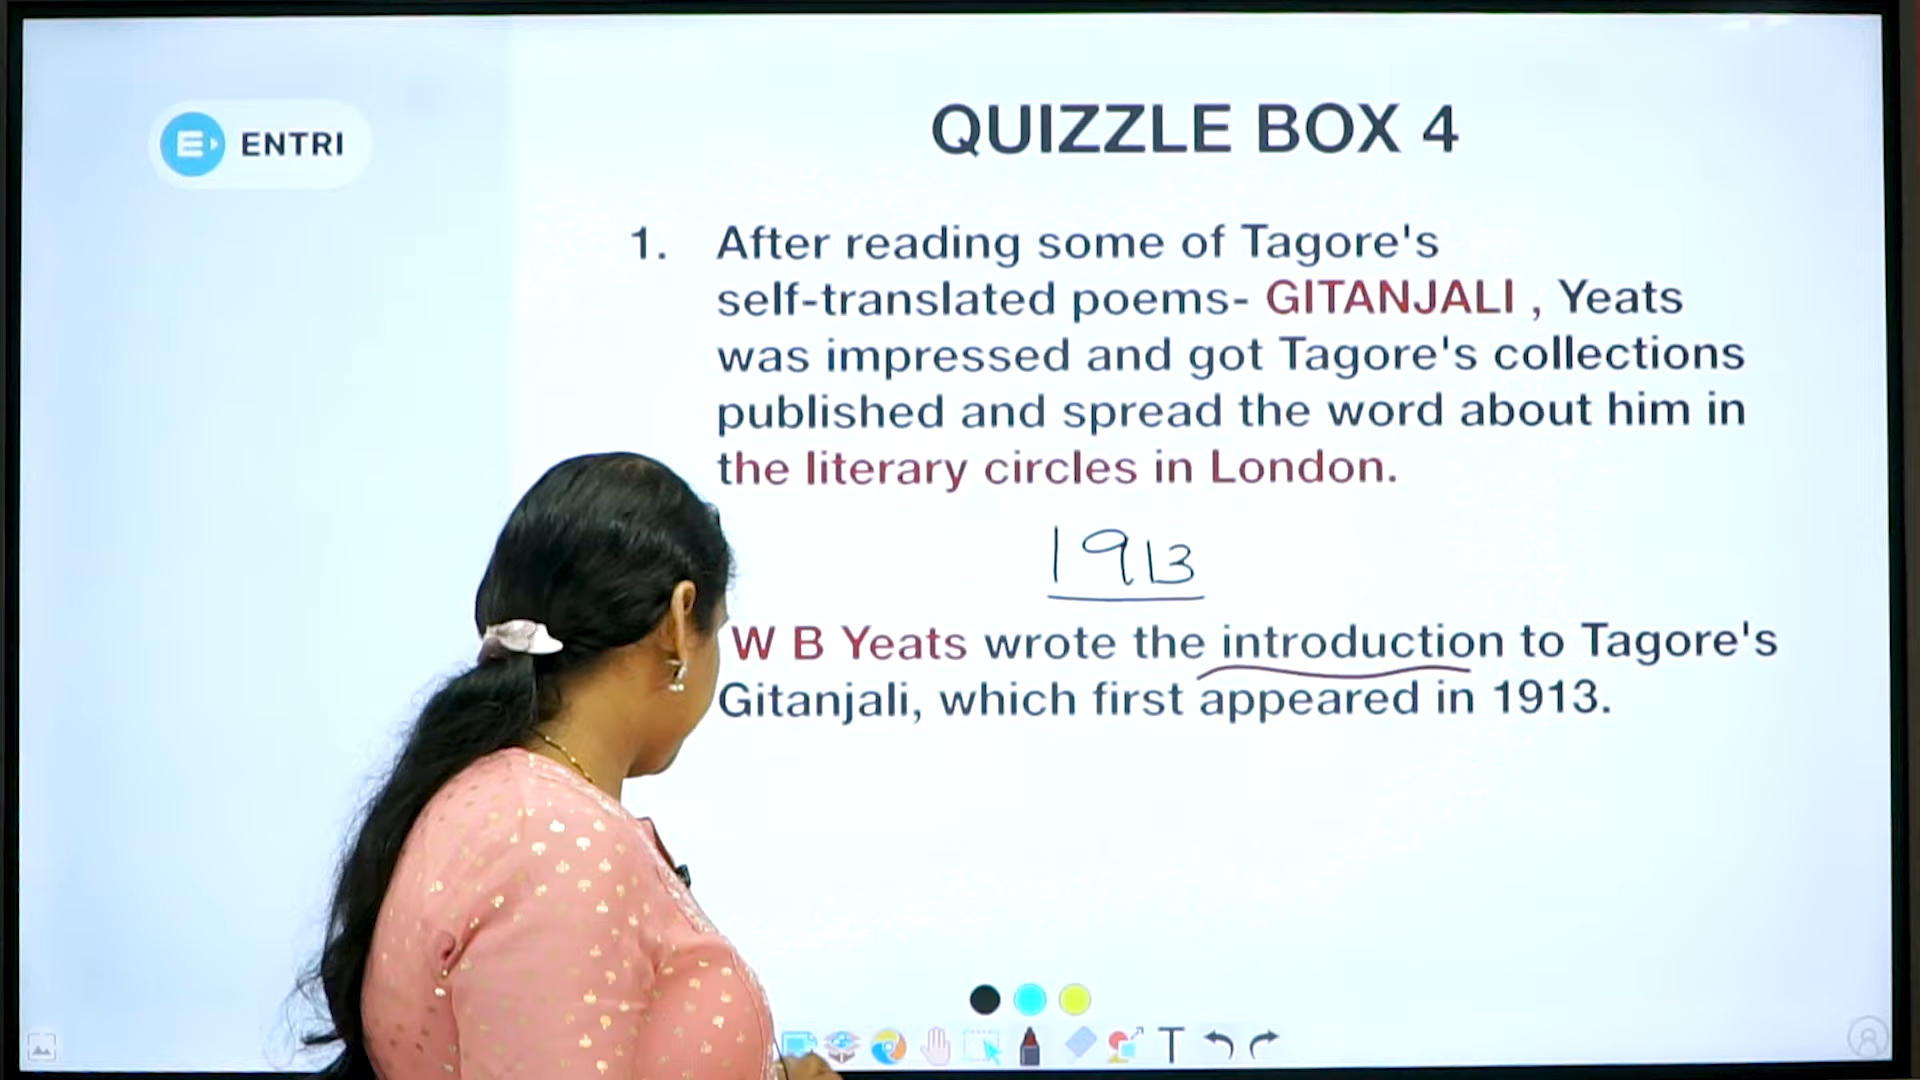 ENTRI
QUIZZLE BOX 4
1. After reading some of Tagore's
self-translated poems- GITANJALI , Yeats
was impressed and got Tagore's collections
published and spread the word about him in
the literary circles in London.
1913
W B Yeats wrote the introduction to Tagore's
Gitanjali, which first appeared in 1913.
T